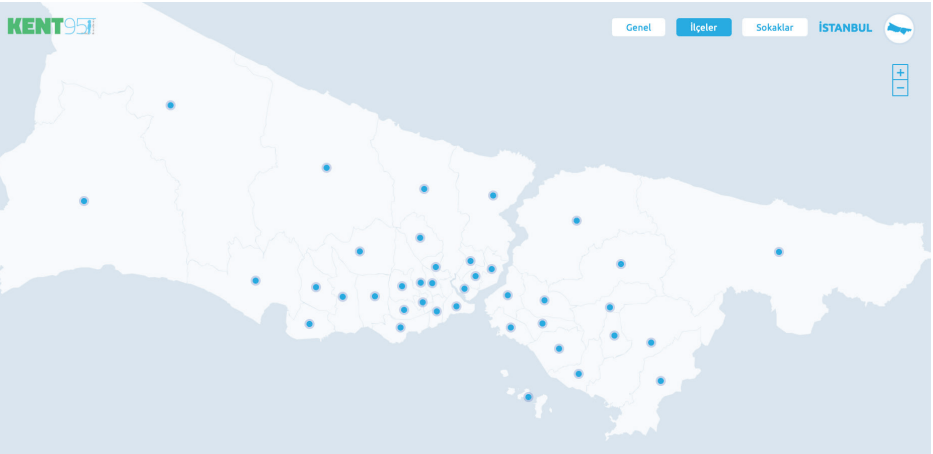 KENT95
Genel
İlçeler
Sokaklar
İSTANBUL
+
−